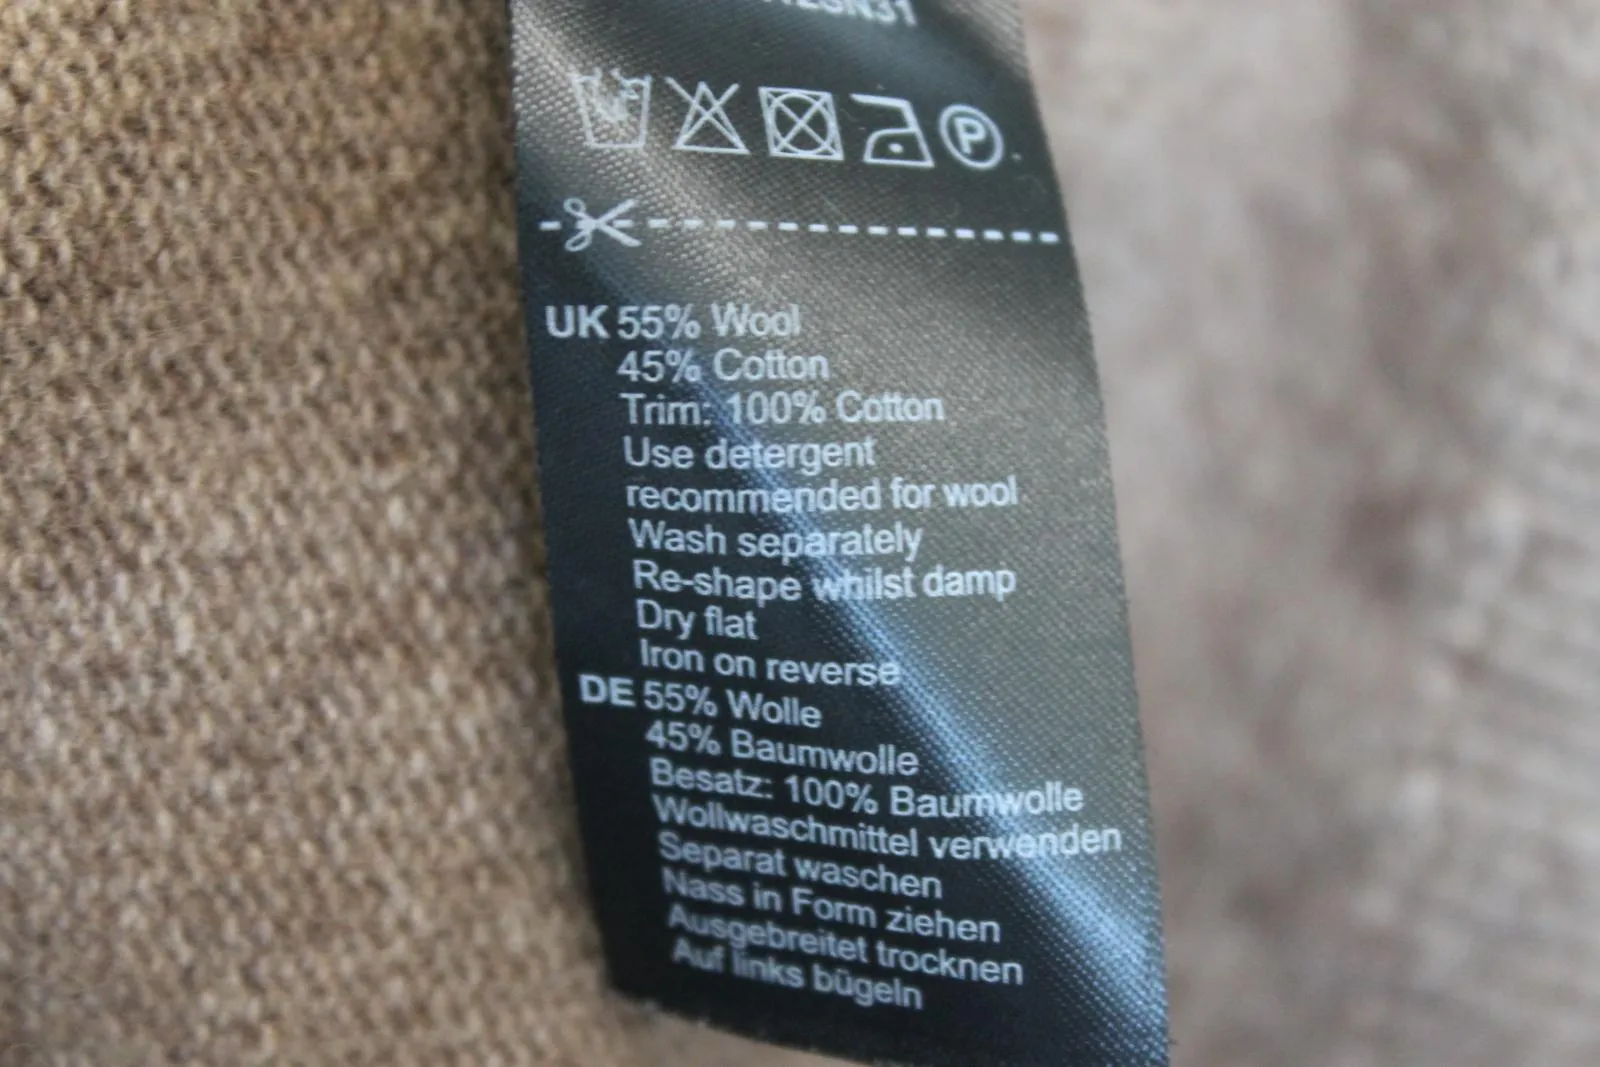 P
UK 55% Wool
45% Cotton
Trim: 100% Cotton
Use detergent
recommended for wool
Wash separately
Re-shape whilst damp
Dry flat
Iron on reverse
DE 55% Wolle
45% Baumwolle
Besatz: 100% Baumwolle
Wollwaschmittel verwenden
Separat waschen
Nass in Form ziehen
Ausgebreitet trocknen
Auf links bügeln